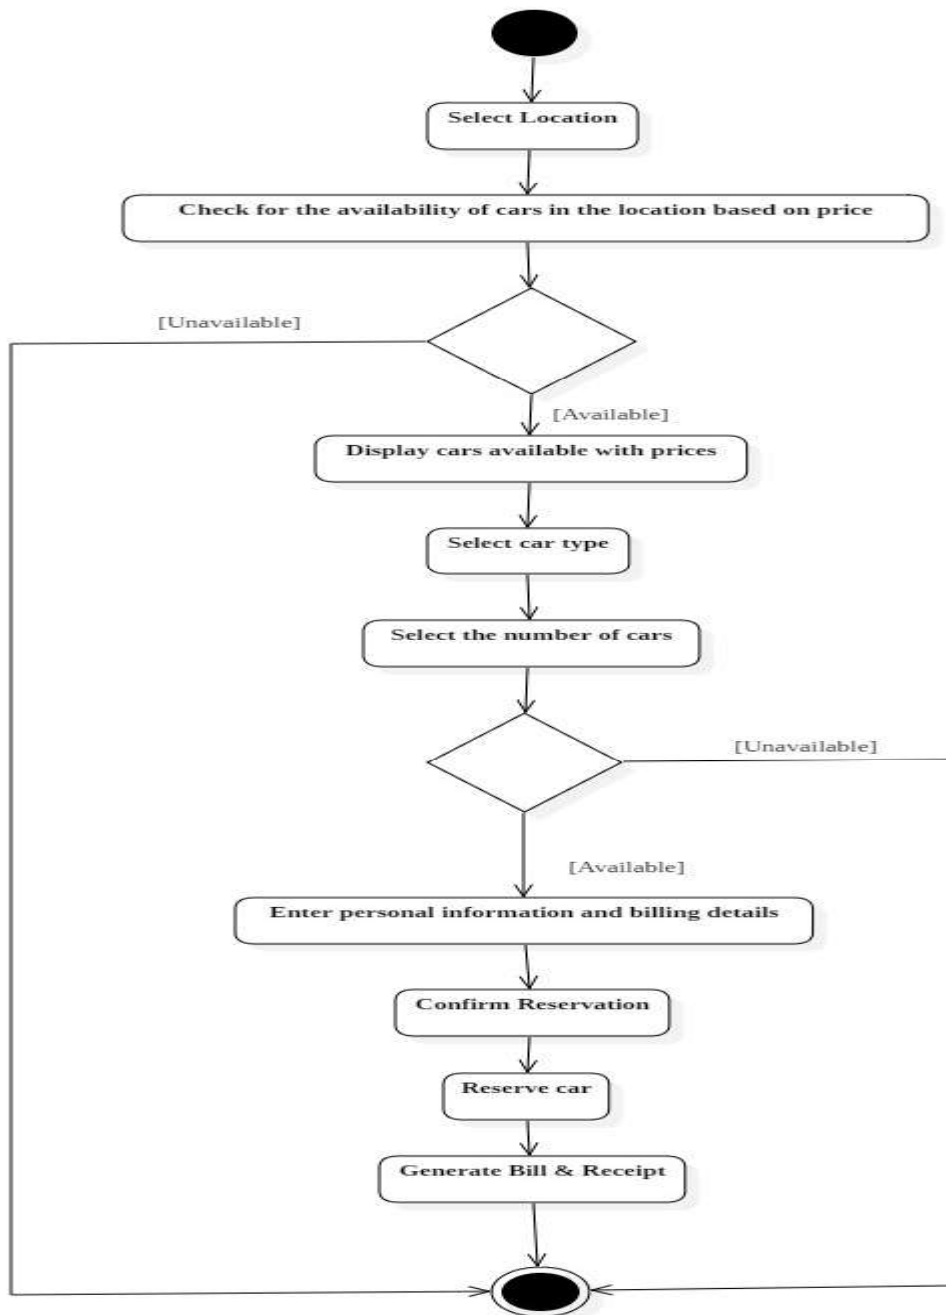 Select Location
Check for the availability of cars in the location based on price
[Unavailable]
[Available]
Display cars available with prices
Select car type
Select the number of cars
[Unavailable]
[Available]
Enter personal information and billing details
Confirm Reservation
Reserve car
Generate Bill & Receipt